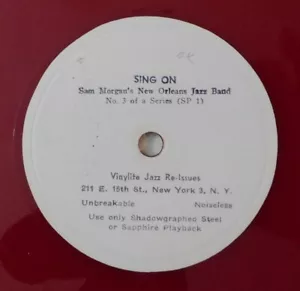 SING ON
Sam Morgan's New Orleans Jazz Band
No. 3 of a Series (SP 1)
Vinylite Jazz Re-Issues
211 E. 15th St., New York 3, N. Y.
Unbreakable Noiseless
Use only Shadowgraphed Steel
or Sapphire Playback